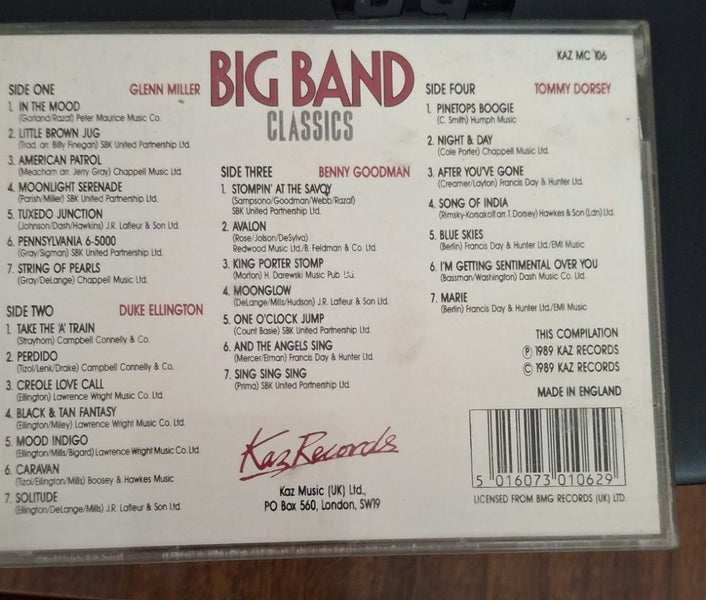 BIG BAND
CLASSICS
KAZ MC 106
SIDE ONE GLENN MILLER
1. IN THE MOOD
(Garland/Razaf) Peter Maurice Music Co.
2. LITTLE BROWN JUG
(Trad. arr. Billy Finegan) SBK United Partnership Ltd.
3. AMERICAN PATROL
(Meacham arr. Jerry Gray) Chappell Music Ltd.
4. MOONLIGHT SERENADE
(Parish/Miller) SBK United Partnership Ltd.
5. TUXEDO JUNCTION
(Johnson/Dash/Hawkins) J.R. Lafleur & Son Ltd.
6. PENNSYLVANIA 6-5000
(Gray/Sigman) SBK United Partnership Ltd.
7. STRING OF PEARLS
(Gray/DeLange) Chappell Music Ltd.
SIDE TWO DUKE ELLINGTON
1. TAKE THE 'A' TRAIN
(Strayhorn) Campbell Connelly & Co.
2. PERDIDO
(Tizol/Lenk/Drake) Campbell Connelly & Co.
3. CREOLE LOVE CALL
(Ellington) Lawrence Wright Music Co. Ltd.
4. BLACK & TAN FANTASY
(Ellington/Miley) Lawrence Wright Music Co. Ltd.
5. MOOD INDIGO
(Ellington/Mills/Bigard) Lawrence Wright Music Co. Ltd.
6. CARAVAN
(Tizol/Ellington/Mills) Boosey & Hawkes Music
7. SOLITUDE
(Ellington/DeLange/Mills) J.R. Lafleur & Son Ltd.
SIDE THREE BENNY GOODMAN
1. STOMPIN' AT THE SAVOY
(Sampsono/Goodman/Webb/Razaf)
SBK United Partnership Ltd.
2. AVALON
(Rose/Jolson/DeSylva)
Redwood Music Ltd./B. Feldman & Co. Ltd.
3. KING PORTER STOMP
(Morton) H. Darewski Music Pub. Ltd.
4. MOONGLOW
(DeLange/Mills/Hudson) J.R. Lafleur & Son Ltd.
5. ONE O'CLOCK JUMP
(Count Basie) SBK United Partnership Ltd.
6. AND THE ANGELS SING
(Mercer/Elman) Francis Day & Hunter Ltd.
7. SING SING SING
(Prima) SBK United Partnership Ltd.
Kaz Records
Kaz Music (UK) Ltd.,
PO Box 560, London, SW19
SIDE FOUR TOMMY DORSEY
1. PINETOPS BOOGIE
(C. Smith) Humph Music
2. NIGHT & DAY
(Cole Porter) Chappell Music Ltd.
3. AFTER YOU'VE GONE
(Creamer/Layton) Francis Day & Hunter Ltd.
4. SONG OF INDIA
(Rimsky-Korsakoff arr. T. Dorsey) Hawkes & Son (Ldn) Ltd.
5. BLUE SKIES
(Berlin) Francis Day & Hunter Ltd/EMI Music
6. I'M GETTING SENTIMENTAL OVER YOU
(Bassman/Washington) Dash Music Co. Ltd.
7. MARIE
(Berlin) Francis Day & Hunter Ltd./EMI Music
THIS COMPILATION
Ⓟ 1989 KAZ RECORDS
© 1989 KAZ RECORDS
MADE IN ENGLAND
5 016073 010629
LICENSED FROM BMG RECORDS (UK) LTD.